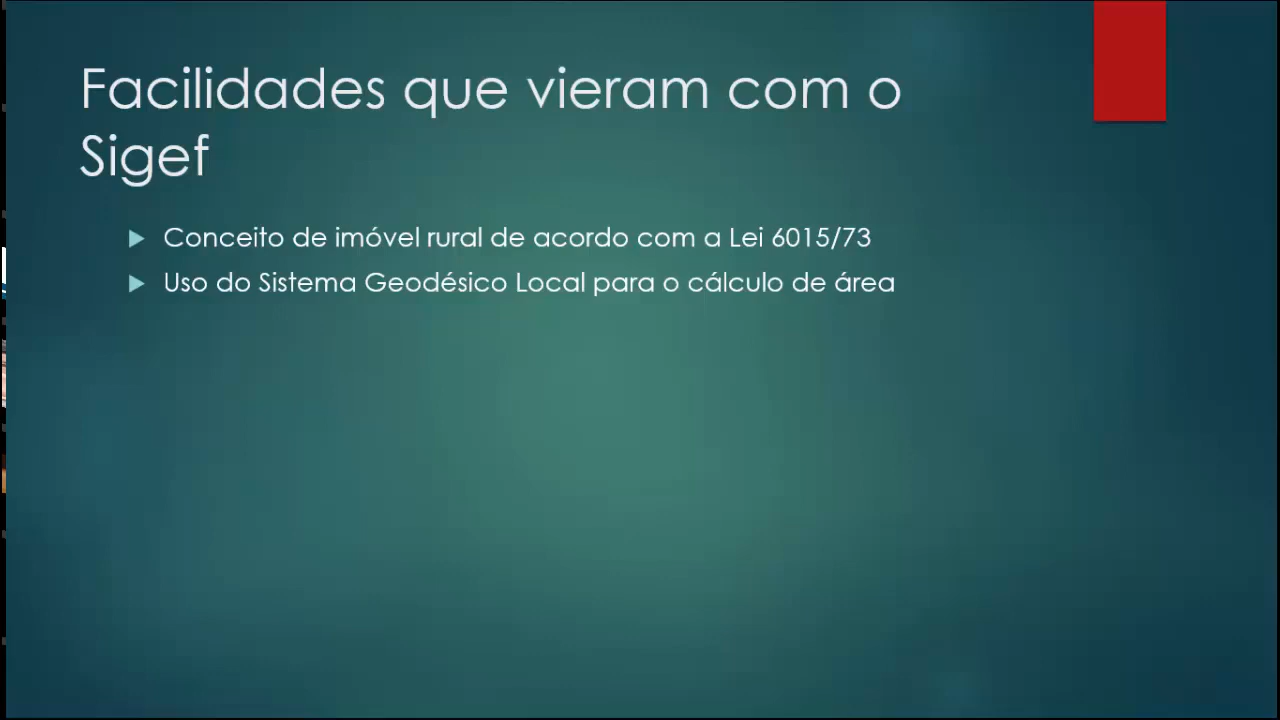 Facilidades que vieram com o
Sigef
Conceito de imóvel rural de acordo com a Lei 6015/73
Uso do Sistema Geodésico Local para o cálculo de área